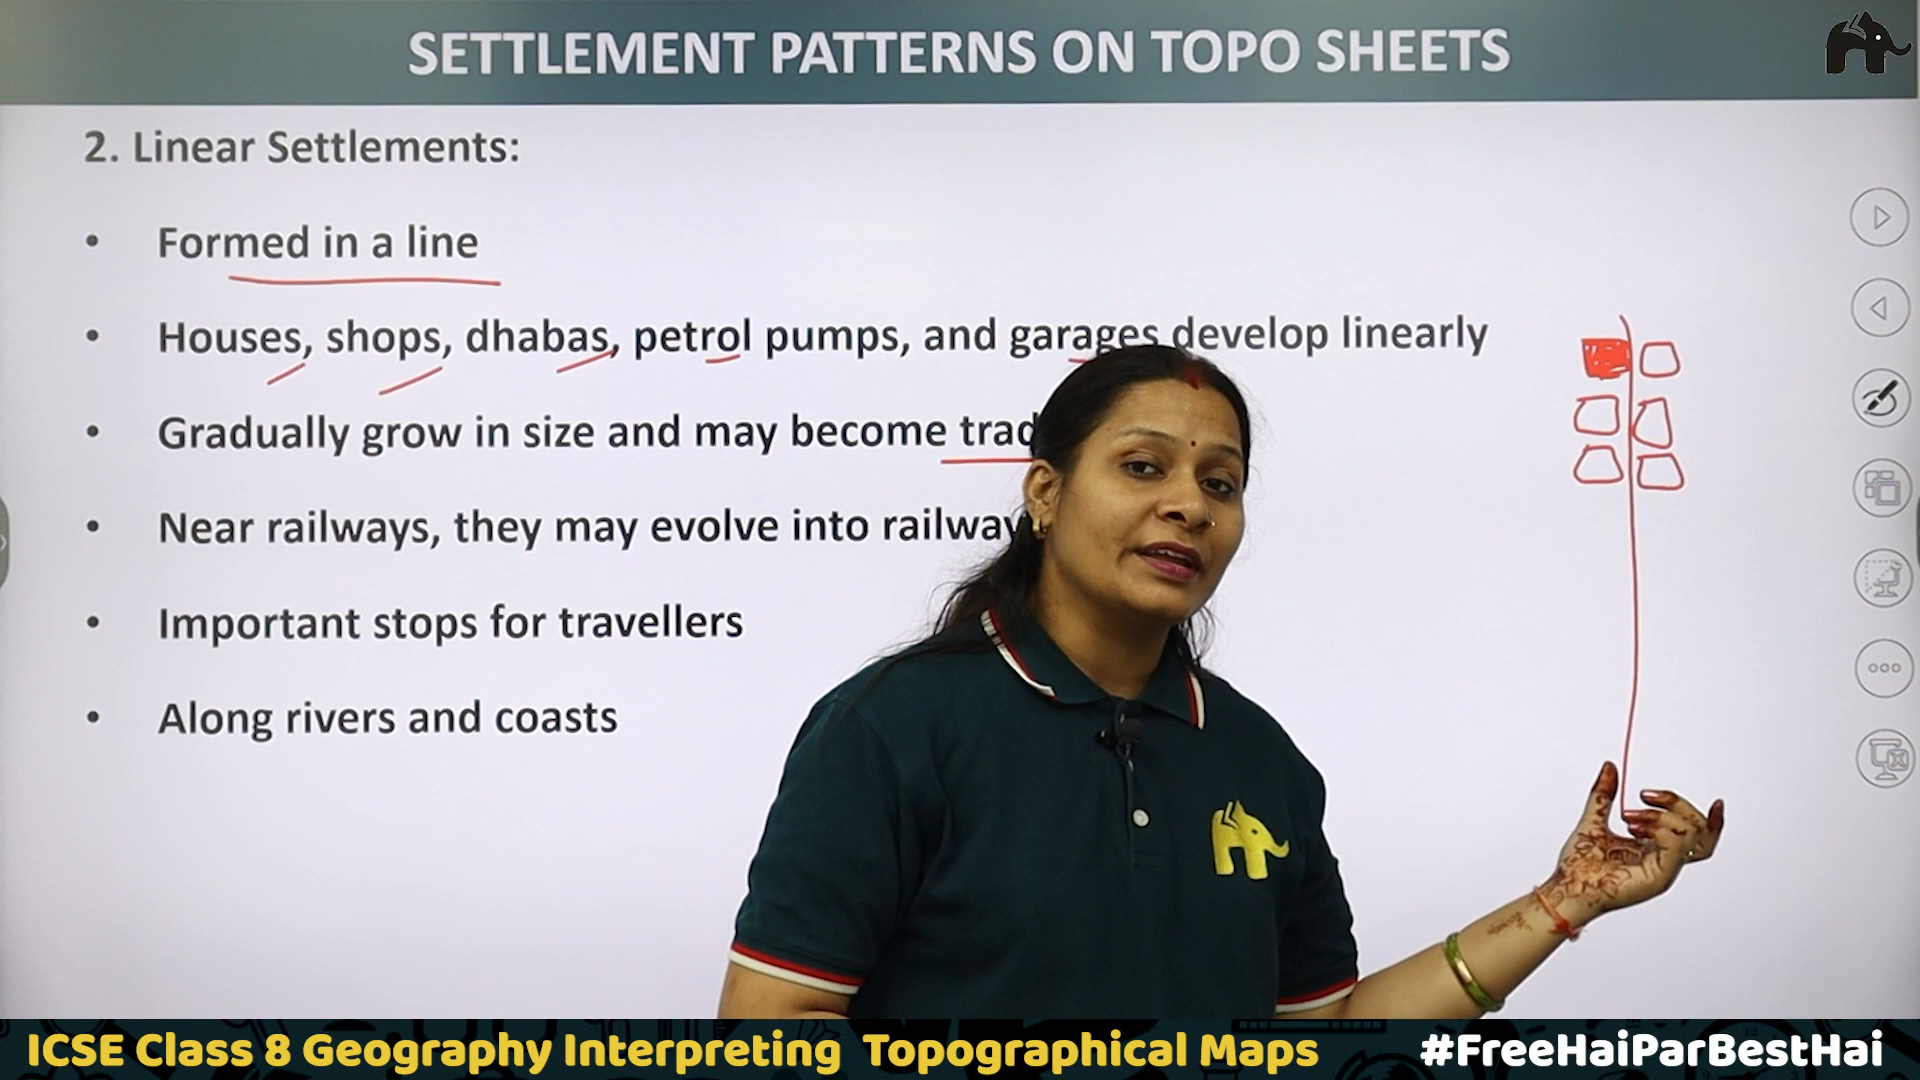 SETTLEMENT PATTERNS ON TOPO SHEETS
2. Linear Settlements:
• Formed in a line
• Houses, shops, dhabas, petrol pumps, and garages develop linearly
• Gradually grow in size and may become
• Near railways, they may evolve into railway
• Important stops for travellers
• Along rivers and coasts
ICSE Class 8 Geography Interpreting Topographical Maps
#FreeHaiParBestHai